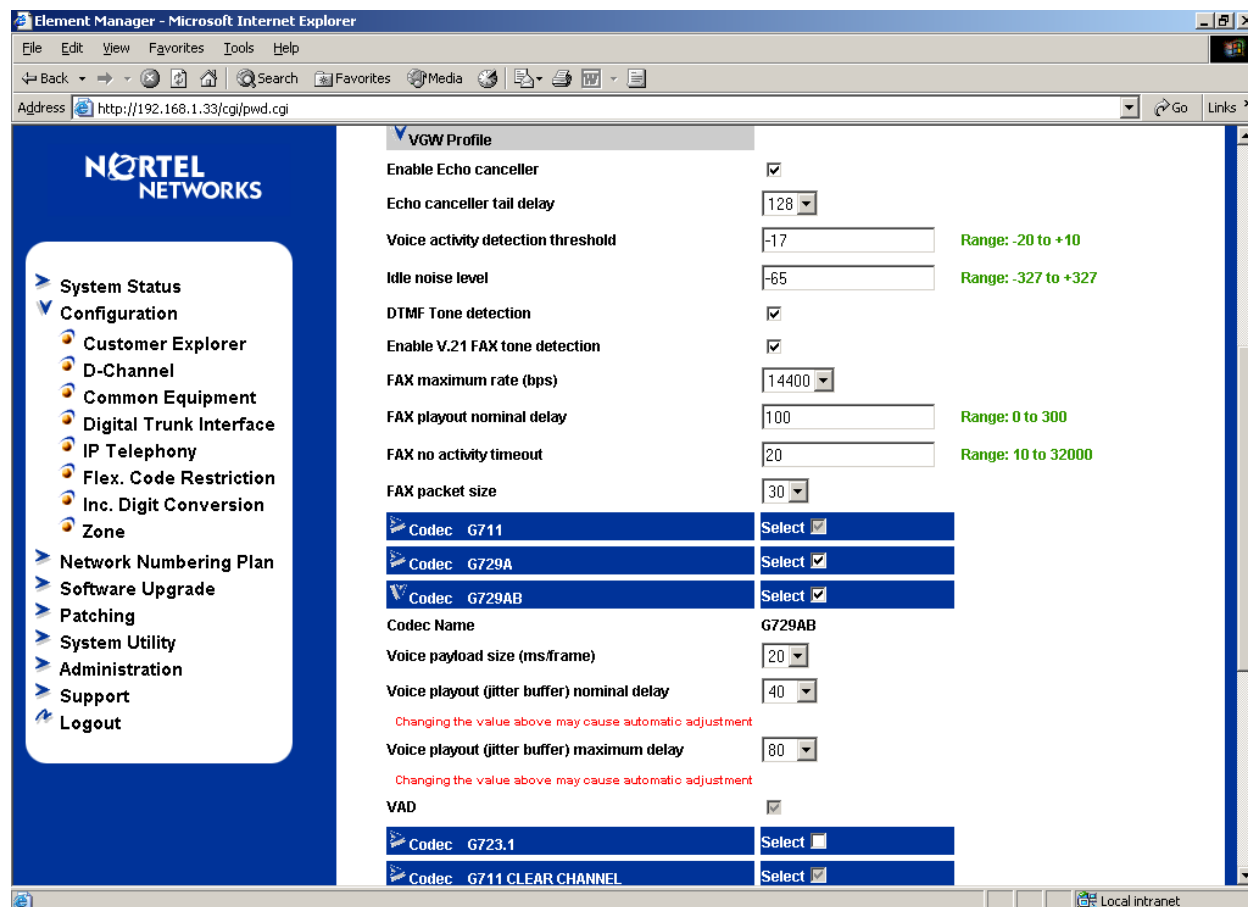 Element Manager - Microsoft Internet Explorer
File Edit View Favorites Tools Help
Back Search Favorites Media
Address http://192.168.1.33/cgi/pwd.cgi Go Links
NORTEL
NETWORKS
System Status
Configuration
Customer Explorer
D-Channel
Common Equipment
Digital Trunk Interface
IP Telephony
Flex. Code Restriction
Inc. Digit Conversion
Zone
Network Numbering Plan
Software Upgrade
Patching
System Utility
Administration
Support
Logout
VGW Profile
Enable Echo canceller
Echo canceller tail delay 128
Voice activity detection threshold -17 Range: -20 to +10
Idle noise level -65 Range: -327 to +327
DTMF Tone detection
Enable V.21 FAX tone detection
FAX maximum rate (bps) 14400
FAX playout nominal delay 100 Range: 0 to 300
FAX no activity timeout 20 Range: 10 to 32000
FAX packet size 30
Codec G711 Select
Codec G729A Select
Codec G729AB Select
Codec Name G729AB
Voice payload size (ms/frame) 20
Voice playout (jitter buffer) nominal delay 40
Changing the value above may cause automatic adjustment
Voice playout (jitter buffer) maximum delay 80
Changing the value above may cause automatic adjustment
VAD
Codec G723.1 Select
Codec G711 CLEAR CHANNEL Select
Local intranet